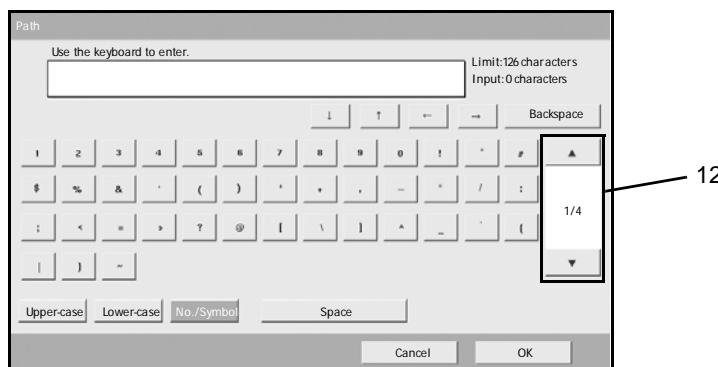 Path
Use the keyboard to enter.
Limit:126 characters
Input: 0 characters
↓ ↑ ← → Backspace
1 2 3 4 5 6 7 8 9 0 ! " # ▲
$ % & ' ( ) * + , - . / :
12
1/4
; < = > ? @ [ \ ] ^ _ ` {
| } ~ ▼
Upper-case Lower-case No./Symbol Space
Cancel OK